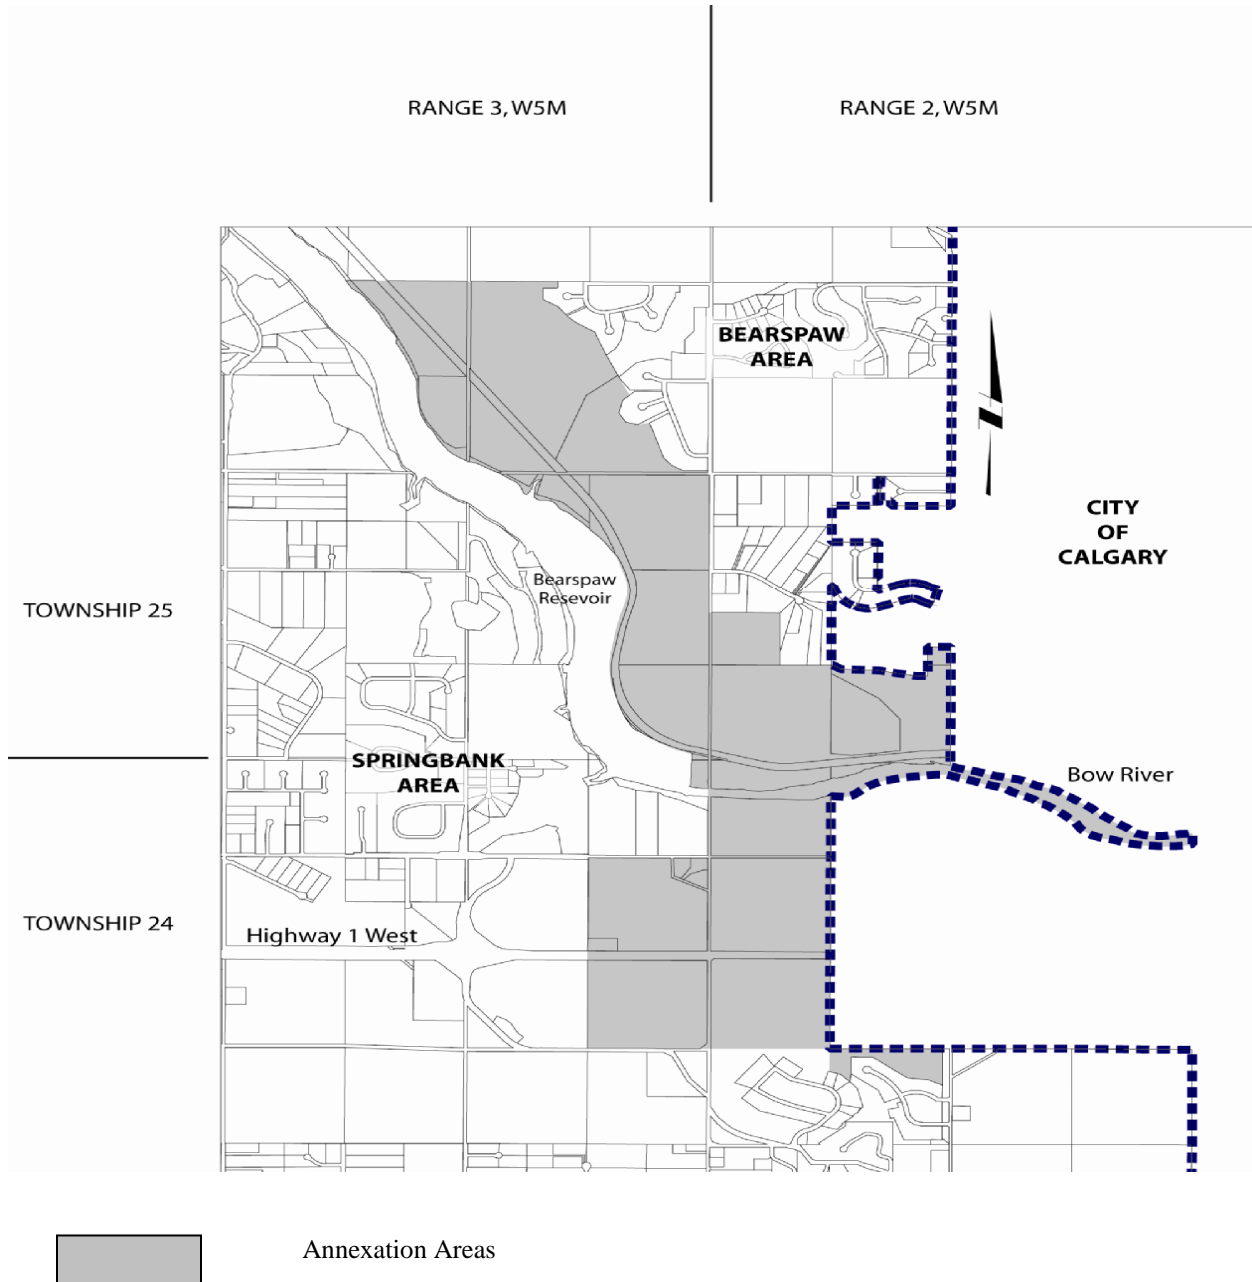 RANGE 3, W5M
RANGE 2, W5M
BEARSPAW
AREA
CITY
OF
CALGARY
Bearspaw
Resevoir
TOWNSHIP 25
SPRINGBANK
AREA
Bow River
TOWNSHIP 24
Highway 1 West
Annexation Areas